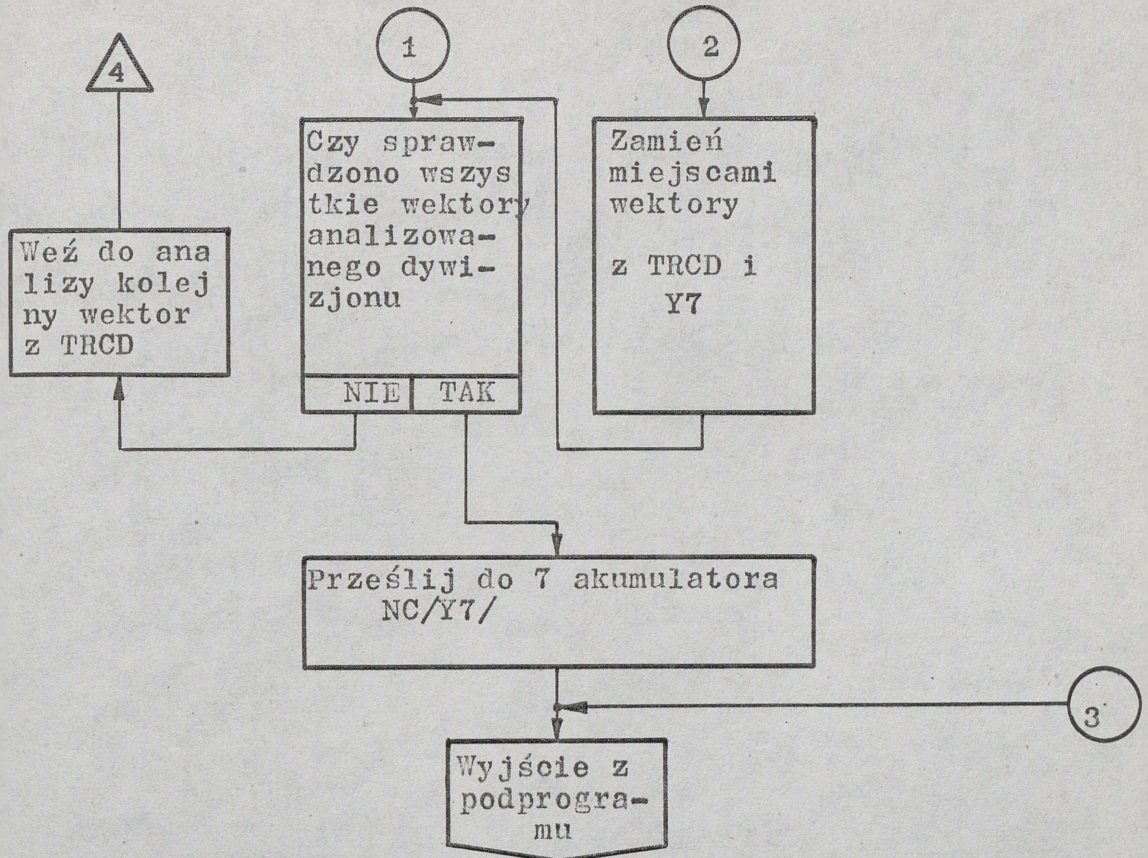 4
1
2
Czy spraw-
dzono wszys
tkie wektory
analizowa-
nego dywi-
zjonu
NIE TAK
Zamień
miejscami
wektory
z TRCD i
Y7
Weź do ana
lizy kolej
ny wektor
z TRCD
Prześlij do 7 akumulatora
NC/Y7/
3
Wyjście z
podprogra-
mu